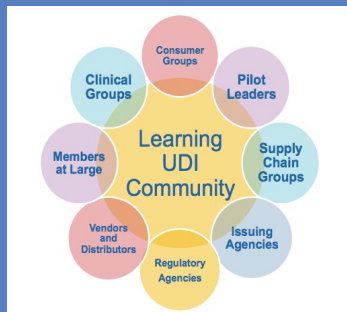 Consumer
Groups
Clinical
Groups
Pilot
Leaders
Learning
UDI
Community
Members
at Large
Supply
Chain
Groups
Vendors
and
Distributors
Issuing
Agencies
Regulatory
Agencies